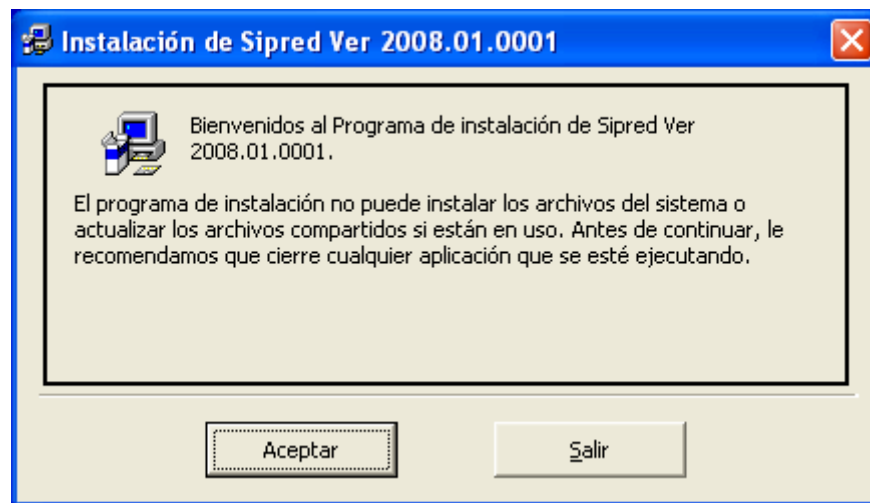 Instalación de Sipred Ver 2008.01.0001
Bienvenidos al Programa de instalación de Sipred Ver
2008.01.0001.
El programa de instalación no puede instalar los archivos del sistema o
actualizar los archivos compartidos si están en uso. Antes de continuar, le
recomendamos que cierre cualquier aplicación que se esté ejecutando.
Aceptar
Salir